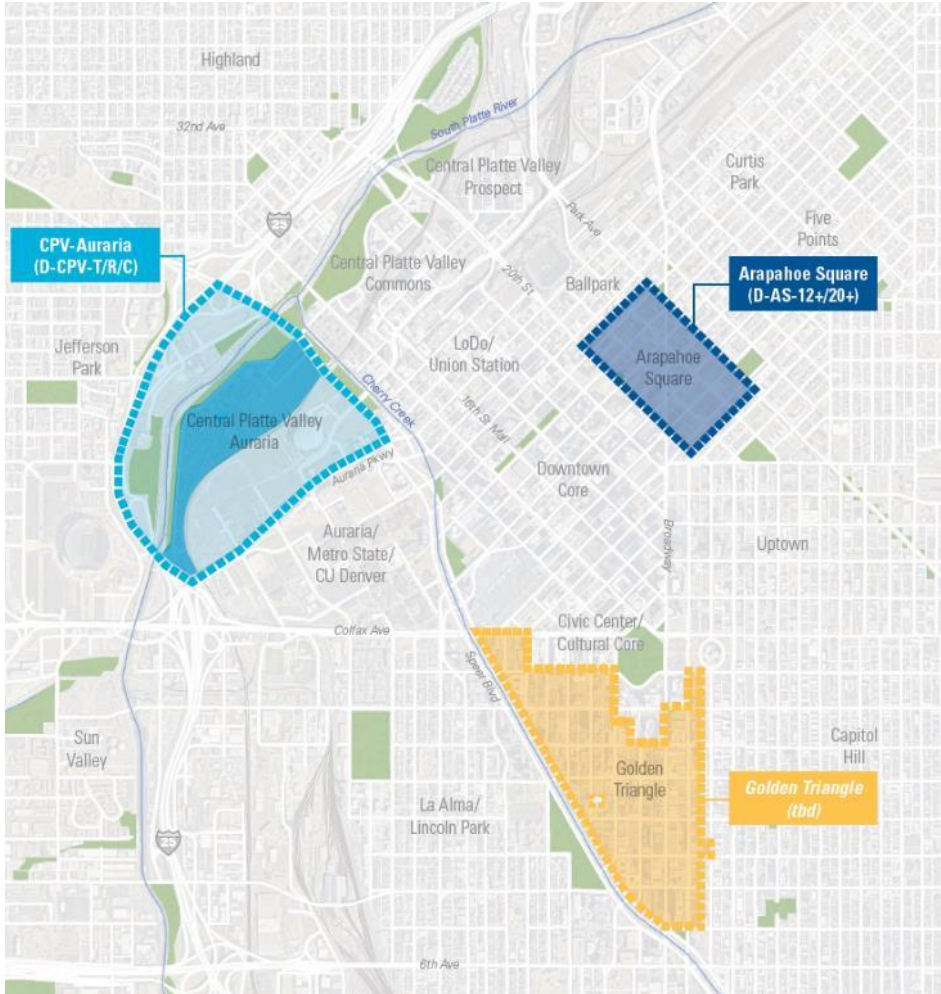 Highland
32nd Ave
South Platte River
Central Platte Valley
Prospect
Curtis
Park
Park Ave
Five
Points
25
CPV-Auraria
(D-CPV-T/R/C)
Central Platte Valley
Commons
20th St
Ballpark
Arapahoe Square
(D-AS-12+/20+)
Jefferson
Park
LoDo/
Union Station
Arapahoe
Square
Cherry Creek
16th St Mall
Central Platte Valley
Auraria
Auraria Pkwy
Downtown
Core
Auraria/
Metro State/
CU Denver
Broadway
Uptown
Colfax Ave
Civic Center/
Cultural Core
Speer Blvd
Sun
Valley
Capitol
Hill
Golden
Triangle
Golden Triangle
(tbd)
La Alma/
Lincoln Park
25
6th Ave